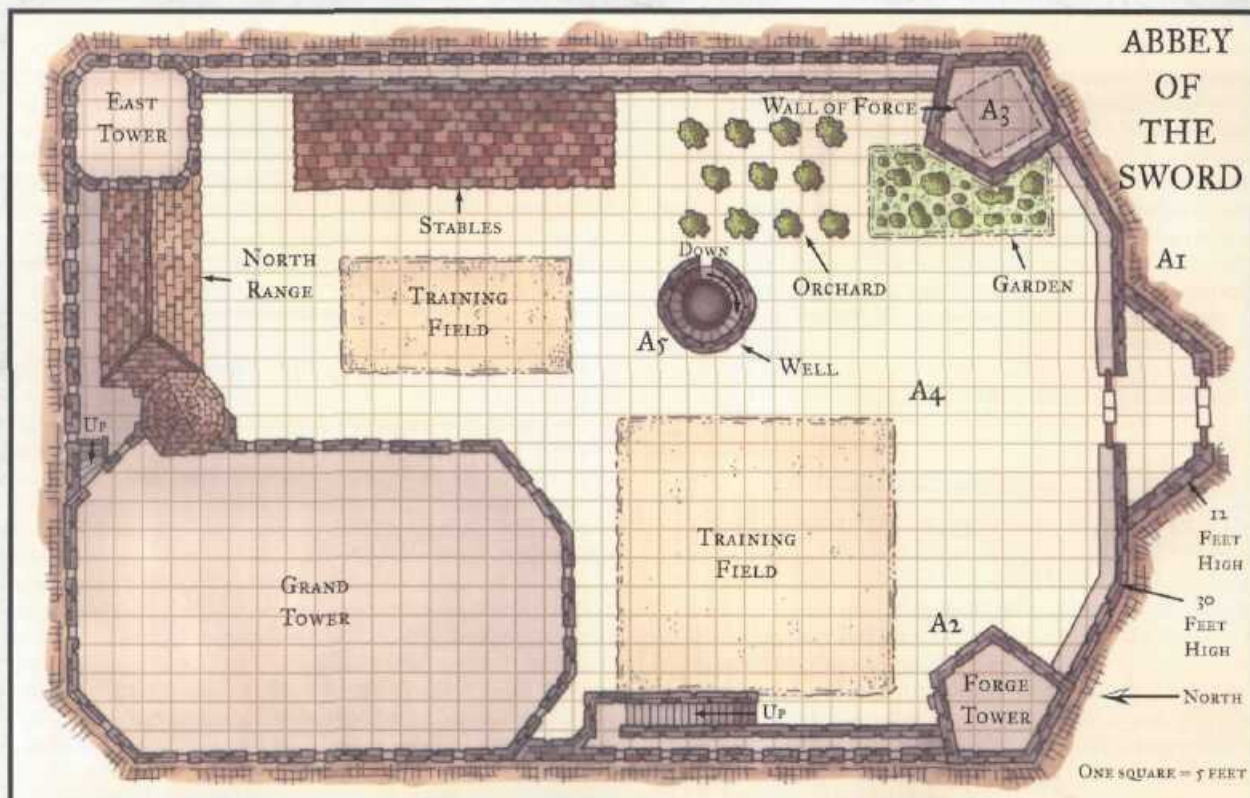 ABBEY
OF
THE
SWORD
EAST
TOWER
WALL OF FORCE
A3
STABLES
NORTH
RANGE
TRAINING
FIELD
DOWN
ORCHARD
GARDEN
A1
A5
WELL
A4
UP
GRAND
TOWER
TRAINING
FIELD
12
FEET
HIGH
30
FEET
HIGH
A2
FORGE
TOWER
UP
NORTH
ONE SQUARE = 5 FEET